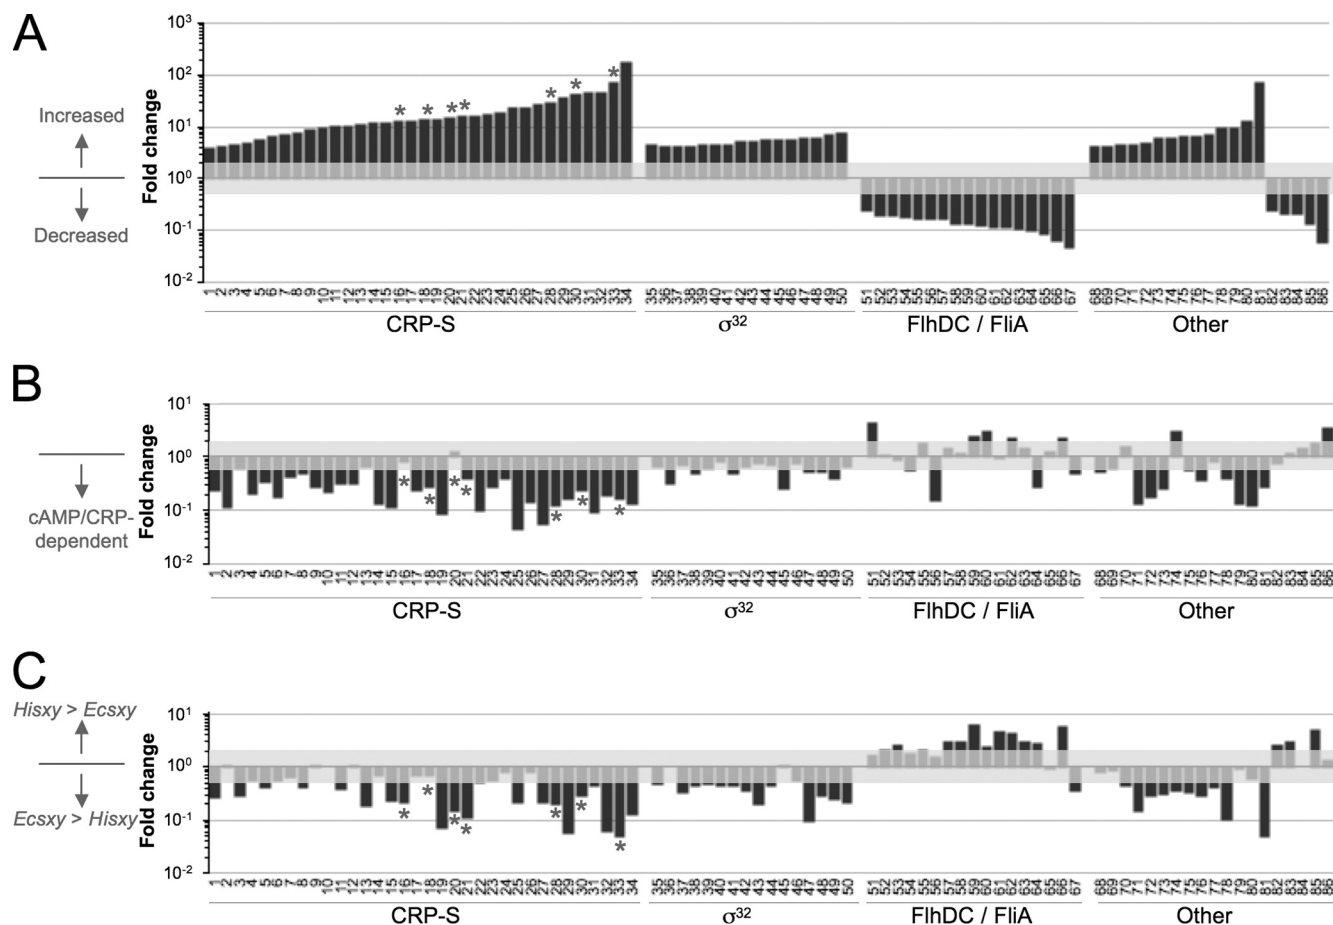 A
10³
10²
10¹
10⁰
10⁻¹
10⁻²
Fold change
Increased
Decreased
1 2 3 4 5 6 7 8 9 10 11 12 13 14 15 16 17 18 19 20 21 22 23 24 25 26 27 28 29 30 31 32 33 34 35 36 37 38 39 40 41 42 43 44 45 46 47 48 49 50 51 52 53 54 55 56 57 58 59 60 61 62 63 64 65 66 67 68 69 70 71 72 73 74 75 76 77 78 79 80 81 82 83 84 85 86
* * * * * * *
CRP-S σ³² FlhDC / FliA Other
B
10¹
10⁰
10⁻¹
10⁻²
Fold change
cAMP/CRP-
dependent
* * * * * * *
1 2 3 4 5 6 7 8 9 10 11 12 13 14 15 16 17 18 19 20 21 22 23 24 25 26 27 28 29 30 31 32 33 34 35 36 37 38 39 40 41 42 43 44 45 46 47 48 49 50 51 52 53 54 55 56 57 58 59 60 61 62 63 64 65 66 67 68 69 70 71 72 73 74 75 76 77 78 79 80 81 82 83 84 85 86
CRP-S σ³² FlhDC / FliA Other
C
Hisxy > Ecsxy
10¹
10⁰
10⁻¹
10⁻²
Fold change
Ecsxy > Hisxy
* * * * * * *
1 2 3 4 5 6 7 8 9 10 11 12 13 14 15 16 17 18 19 20 21 22 23 24 25 26 27 28 29 30 31 32 33 34 35 36 37 38 39 40 41 42 43 44 45 46 47 48 49 50 51 52 53 54 55 56 57 58 59 60 61 62 63 64 65 66 67 68 69 70 71 72 73 74 75 76 77 78 79 80 81 82 83 84 85 86
CRP-S σ³² FlhDC / FliA Other